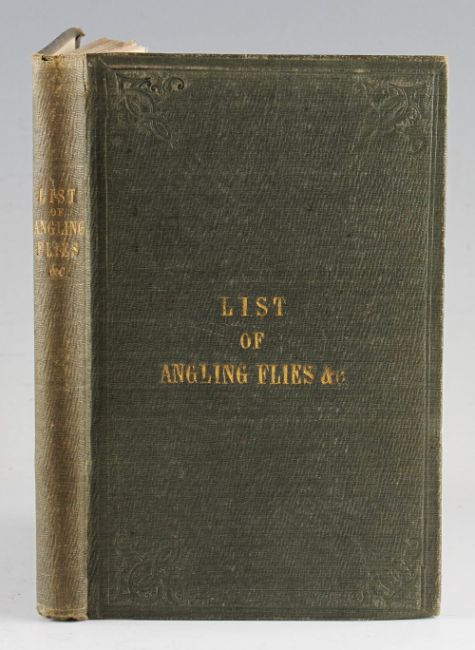 LIST
OF
ANGLING
FLIES
&c
LIST
OF
ANGLING FLIES &c